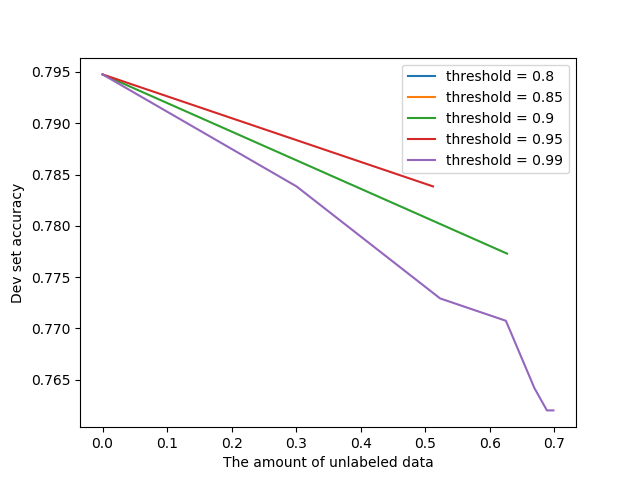 0.795
0.790
0.785
0.780
0.775
0.770
0.765
Dev set accuracy
threshold = 0.8
threshold = 0.85
threshold = 0.9
threshold = 0.95
threshold = 0.99
0.0 0.1 0.2 0.3 0.4 0.5 0.6 0.7
The amount of unlabeled data